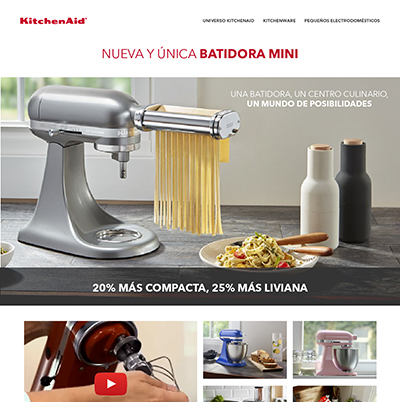 KitchenAid®
UNIVERSO KITCHENAID KITCHENWARE PEQUEÑOS ELECTRODOMÉSTICOS
NUEVA Y ÚNICA BATIDORA MINI
UNA BATIDORA, UN CENTRO CULINARIO,
UN MUNDO DE POSIBILIDADES
20% MÁS COMPACTA, 25% MÁS LIVIANA